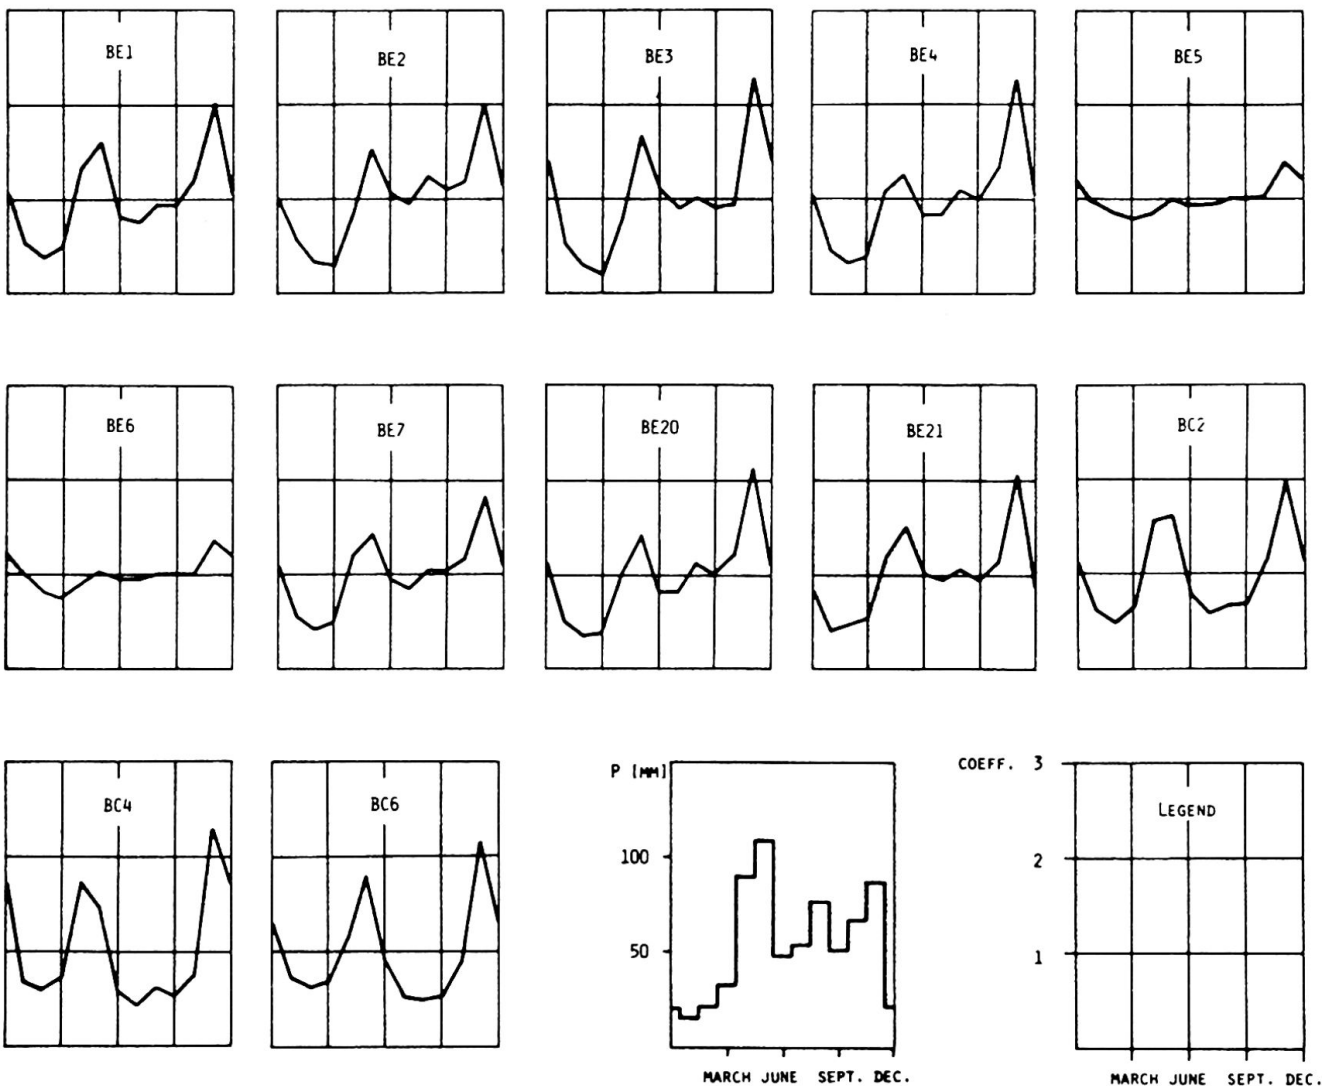 BE1
BE2
BE3
BE4
BE5
BE6
BE7
BE20
BE21
BC2
BC4
BC6
P [MM]
100
50
MARCH JUNE SEPT. DEC.
COEFF. 3
LEGEND
2
1
MARCH JUNE SEPT. DEC.